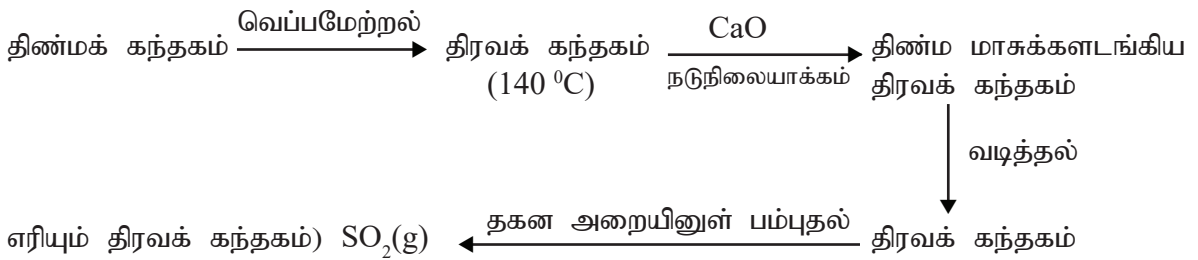 திண்மக் கந்தகம் வெப்பமேற்றல் திரவக் கந்தகம் CaO திண்ம மாசுக்களடங்கிய
(140 ⁰C) நடுநிலையாக்கம் திரவக் கந்தகம்
வடித்தல்
எரியும் திரவக் கந்தகம்) SO₂(g) தகன அறையினுள் பம்புதல் திரவக் கந்தகம்